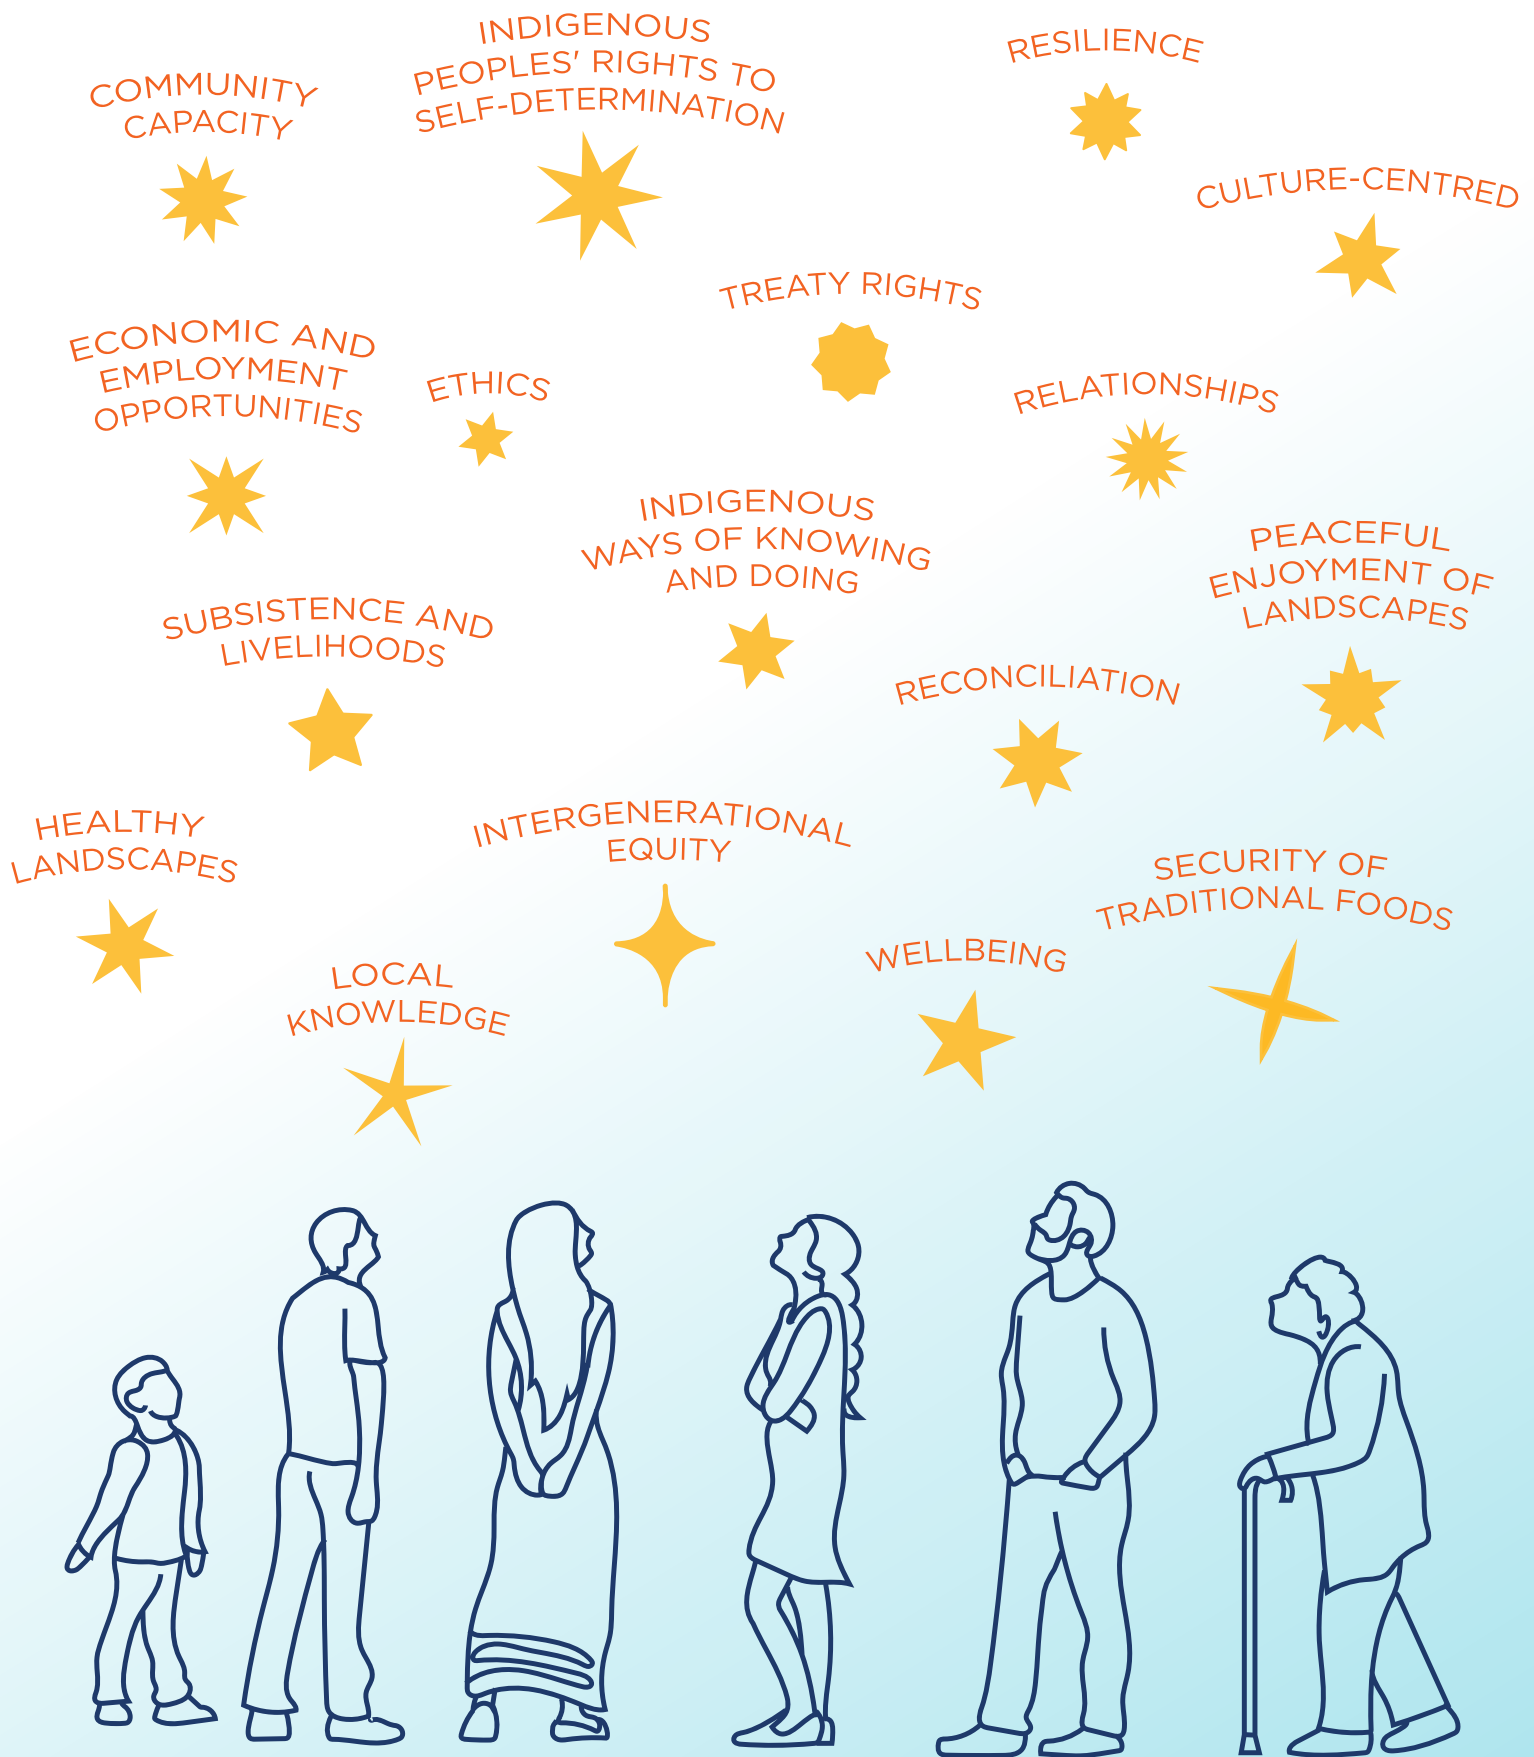 INDIGENOUS
PEOPLES' RIGHTS TO
SELF-DETERMINATION
RESILIENCE
COMMUNITY
CAPACITY
CULTURE-CENTRED
TREATY RIGHTS
ECONOMIC AND
EMPLOYMENT
OPPORTUNITIES
ETHICS
RELATIONSHIPS
INDIGENOUS
WAYS OF KNOWING
AND DOING
PEACEFUL
ENJOYMENT OF
LANDSCAPES
SUBSISTENCE AND
LIVELIHOODS
RECONCILIATION
HEALTHY
LANDSCAPES
INTERGENERATIONAL
EQUITY
SECURITY OF
TRADITIONAL FOODS
WELLBEING
LOCAL
KNOWLEDGE